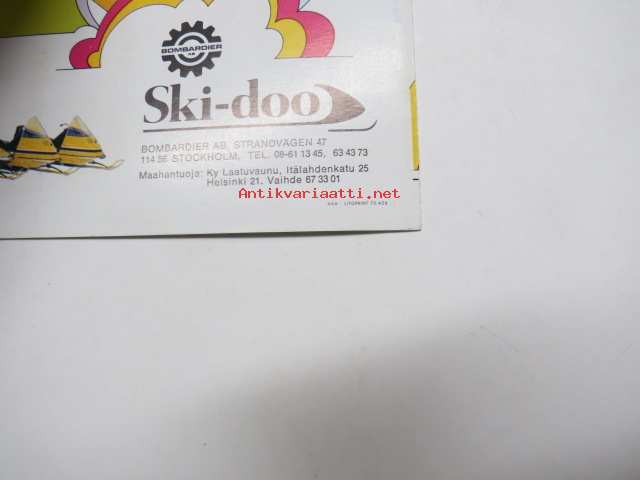 BOMBARDIER
AB
Ski-doo
BOMBARDIER AB, STRANDVÄGEN 47
114 56 STOCKHOLM, TEL. 08-61 13 45, 63 43 73
Maahantuoja: Ky Laatuvaunu, Itälahdenkatu 25
Helsinki 21. Vaihde 67 33 01
Antikvariaatti.net